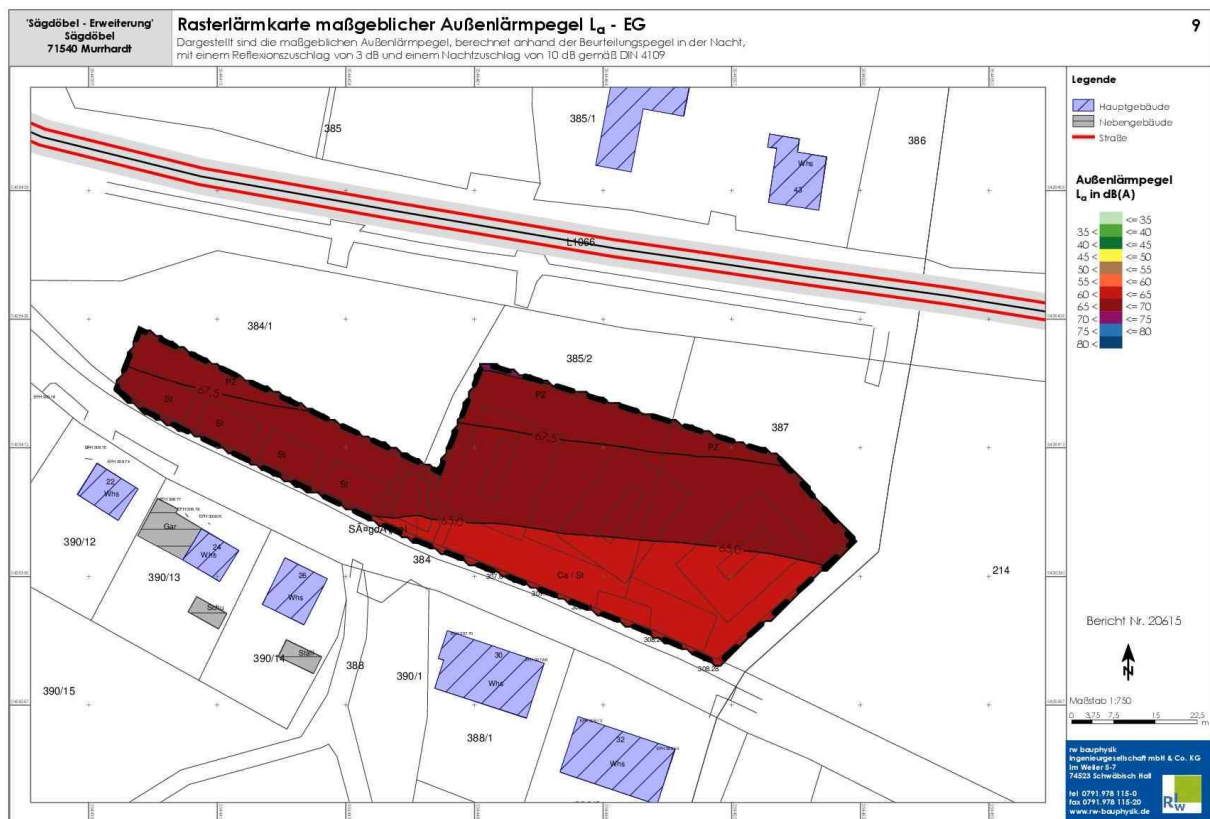 'Sägdöbel - Erweiterung'
Sägdöbel
71540 Murrhardt
Rasterlärmkarte maßgeblicher Außenlärmpegel La - EG
Dargestellt sind die maßgeblichen Außenlärmpegel, berechnet anhand der Beurteilungspegel in der Nacht,
mit einem Reflexionszuschlag von 3 dB und einem Nachtzuschlag von 10 dB gemäß DIN 4109
9
385
385/1
386
Whs
43
L1066
384/1
385/2
387
PZ
PZ
PZ
67,5
67,5
St
St
St
St
65,0
65,0
384
Ca / St
308.28
214
22
Whs
Gar
24
Whs
26
Whs
Stall
390/12
390/13
390/14
390/15
388
390/1
30
Whs
388/1
32
Whs
Legende
Hauptgebäude
Nebengebäude
Straße
Außenlärmpegel
La in dB(A)
<= 35
35 < <= 40
40 < <= 45
45 < <= 50
50 < <= 55
55 < <= 60
60 < <= 65
65 < <= 70
70 < <= 75
75 < <= 80
80 <
Bericht Nr. 20615
N
Maßstab 1:750
0 3,75 7,5 15 22,5
m
rw bauphysik
ingenieurgesellschaft mbH & Co. KG
Im Weiler 5-7
74523 Schwäbisch Hall
tel 0791.978 115-0
fax 0791.978 115-20
www.rw-bauphysik.de